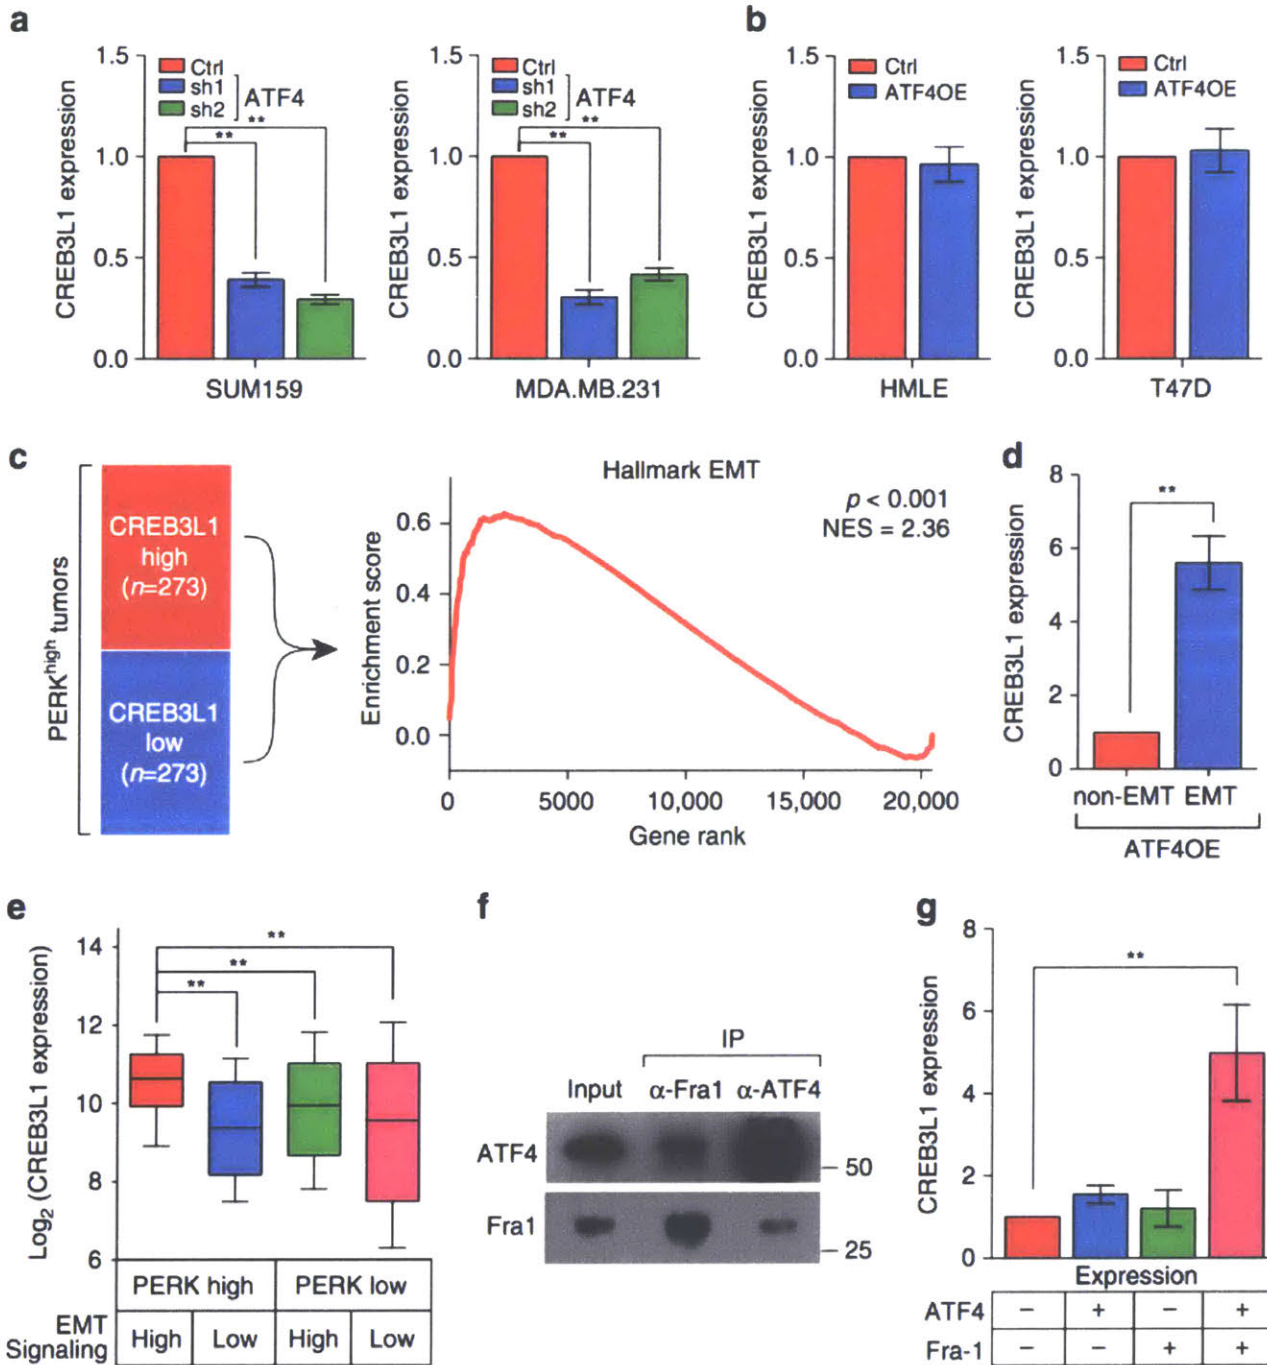 a
CREB3L1 expression
1.5
1.0
0.5
0.0
Ctrl
sh1
sh2
ATF4
**
**
SUM159
CREB3L1 expression
1.5
1.0
0.5
0.0
Ctrl
sh1
sh2
ATF4
**
**
MDA.MB.231
b
CREB3L1 expression
1.5
1.0
0.5
0.0
Ctrl
ATF4OE
HMLE
CREB3L1 expression
1.5
1.0
0.5
0.0
Ctrl
ATF4OE
T47D
c
PERKhigh tumors
CREB3L1
high
(n=273)
CREB3L1
low
(n=273)
Hallmark EMT
p < 0.001
NES = 2.36
Enrichment score
0.6
0.4
0.2
0.0
0
5000
10,000
15,000
20,000
Gene rank
d
CREB3L1 expression
8
6
4
2
0
**
non-EMT EMT
ATF4OE
e
Log2 (CREB3L1 expression)
14
12
10
8
6
**
**
**
PERK high
PERK low
EMT
Signaling
High
Low
High
Low
f
IP
Input α-Fra1 α-ATF4
ATF4
50
Fra1
25
g
CREB3L1 expression
8
6
4
2
0
**
Expression
ATF4 − + − +
Fra-1 − − + +